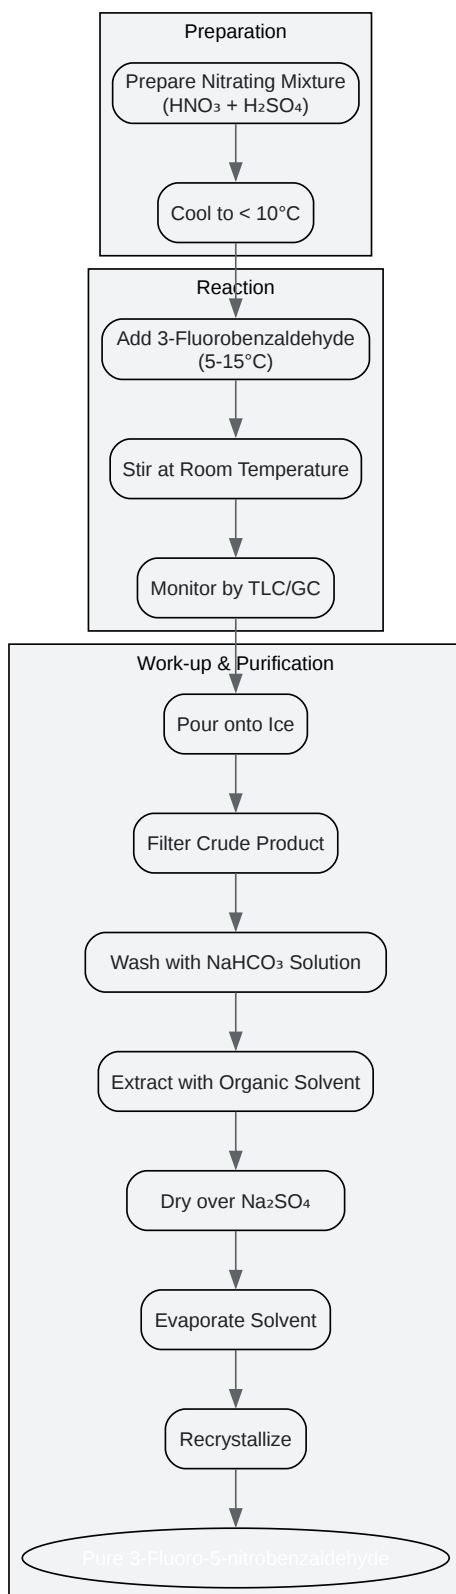 Preparation
Prepare Nitrating Mixture
(HNO₃ + H₂SO₄)
Cool to < 10°C
Reaction
Add 3-Fluorobenzaldehyde
(5-15°C)
Stir at Room Temperature
Monitor by TLC/GC
Work-up & Purification
Pour onto Ice
Filter Crude Product
Wash with NaHCO₃ Solution
Extract with Organic Solvent
Dry over Na₂SO₄
Evaporate Solvent
Recrystallize
Pure 3-Fluoro-5-nitrobenzaldehyde